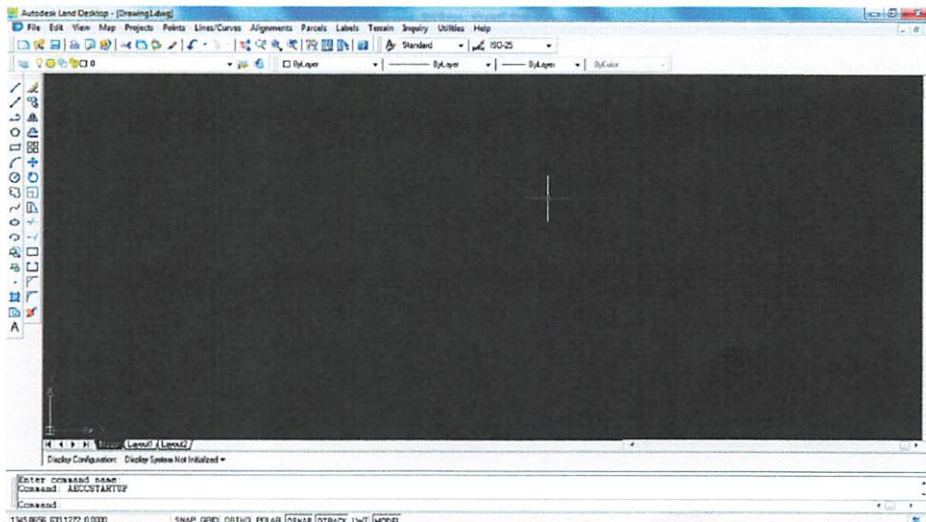 Autodesk Land Desktop - [Drawing1.dwg]
File Edit View Map Projects Points Lines/Curves Alignments Parcels Labels Terrain Inquiry Utilities Help
Standard ISO-25
0 ByLayer ByLayer ByLayer ByColor
A
Layout1 Layout2
Display Configuration: Display System Not Initialized
Enter command name:
Command: AECCSTARTUP
Command:
SNAP GRID ORTHO POLAR OSNAP OTRACK LWT MODEL